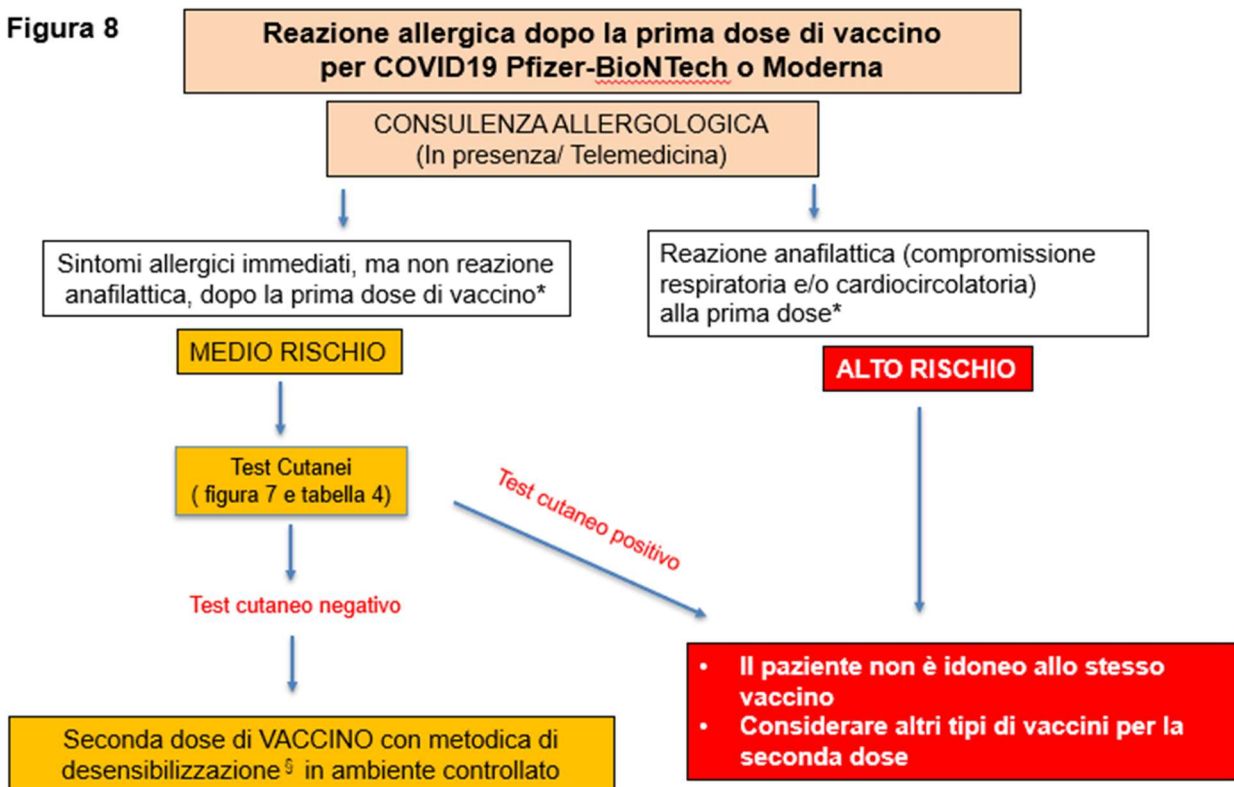 Figura 8
Reazione allergica dopo la prima dose di vaccino
per COVID19 Pfizer-BioNTech o Moderna
CONSULENZA ALLERGOLOGICA
(In presenza/ Telemedicina)
Sintomi allergici immediati, ma non reazione
anafilattica, dopo la prima dose di vaccino*
MEDIO RISCHIO
Reazione anafilattica (compromissione
respiratoria e/o cardiocircolatoria)
alla prima dose*
ALTO RISCHIO
Test Cutanei
( figura 7 e tabella 4)
Test cutaneo positivo
Test cutaneo negativo
Seconda dose di VACCINO con metodica di
desensibilizzazione § in ambiente controllato
• Il paziente non è idoneo allo stesso
vaccino
• Considerare altri tipi di vaccini per la
seconda dose